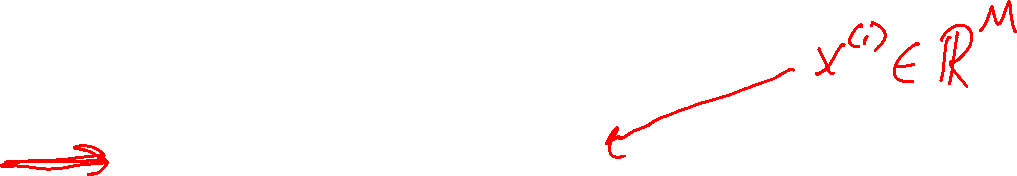 x^(i) ∈ ℝ^M